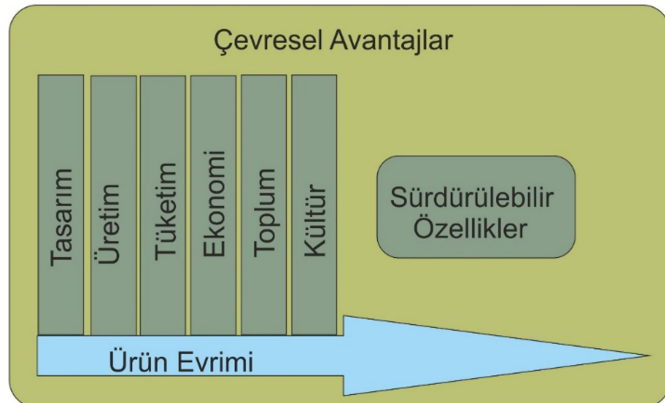 Çevresel Avantajlar
Tasarım
Üretim
Tüketim
Ekonomi
Toplum
Kültür
Sürdürülebilir
Özellikler
Ürün Evrimi